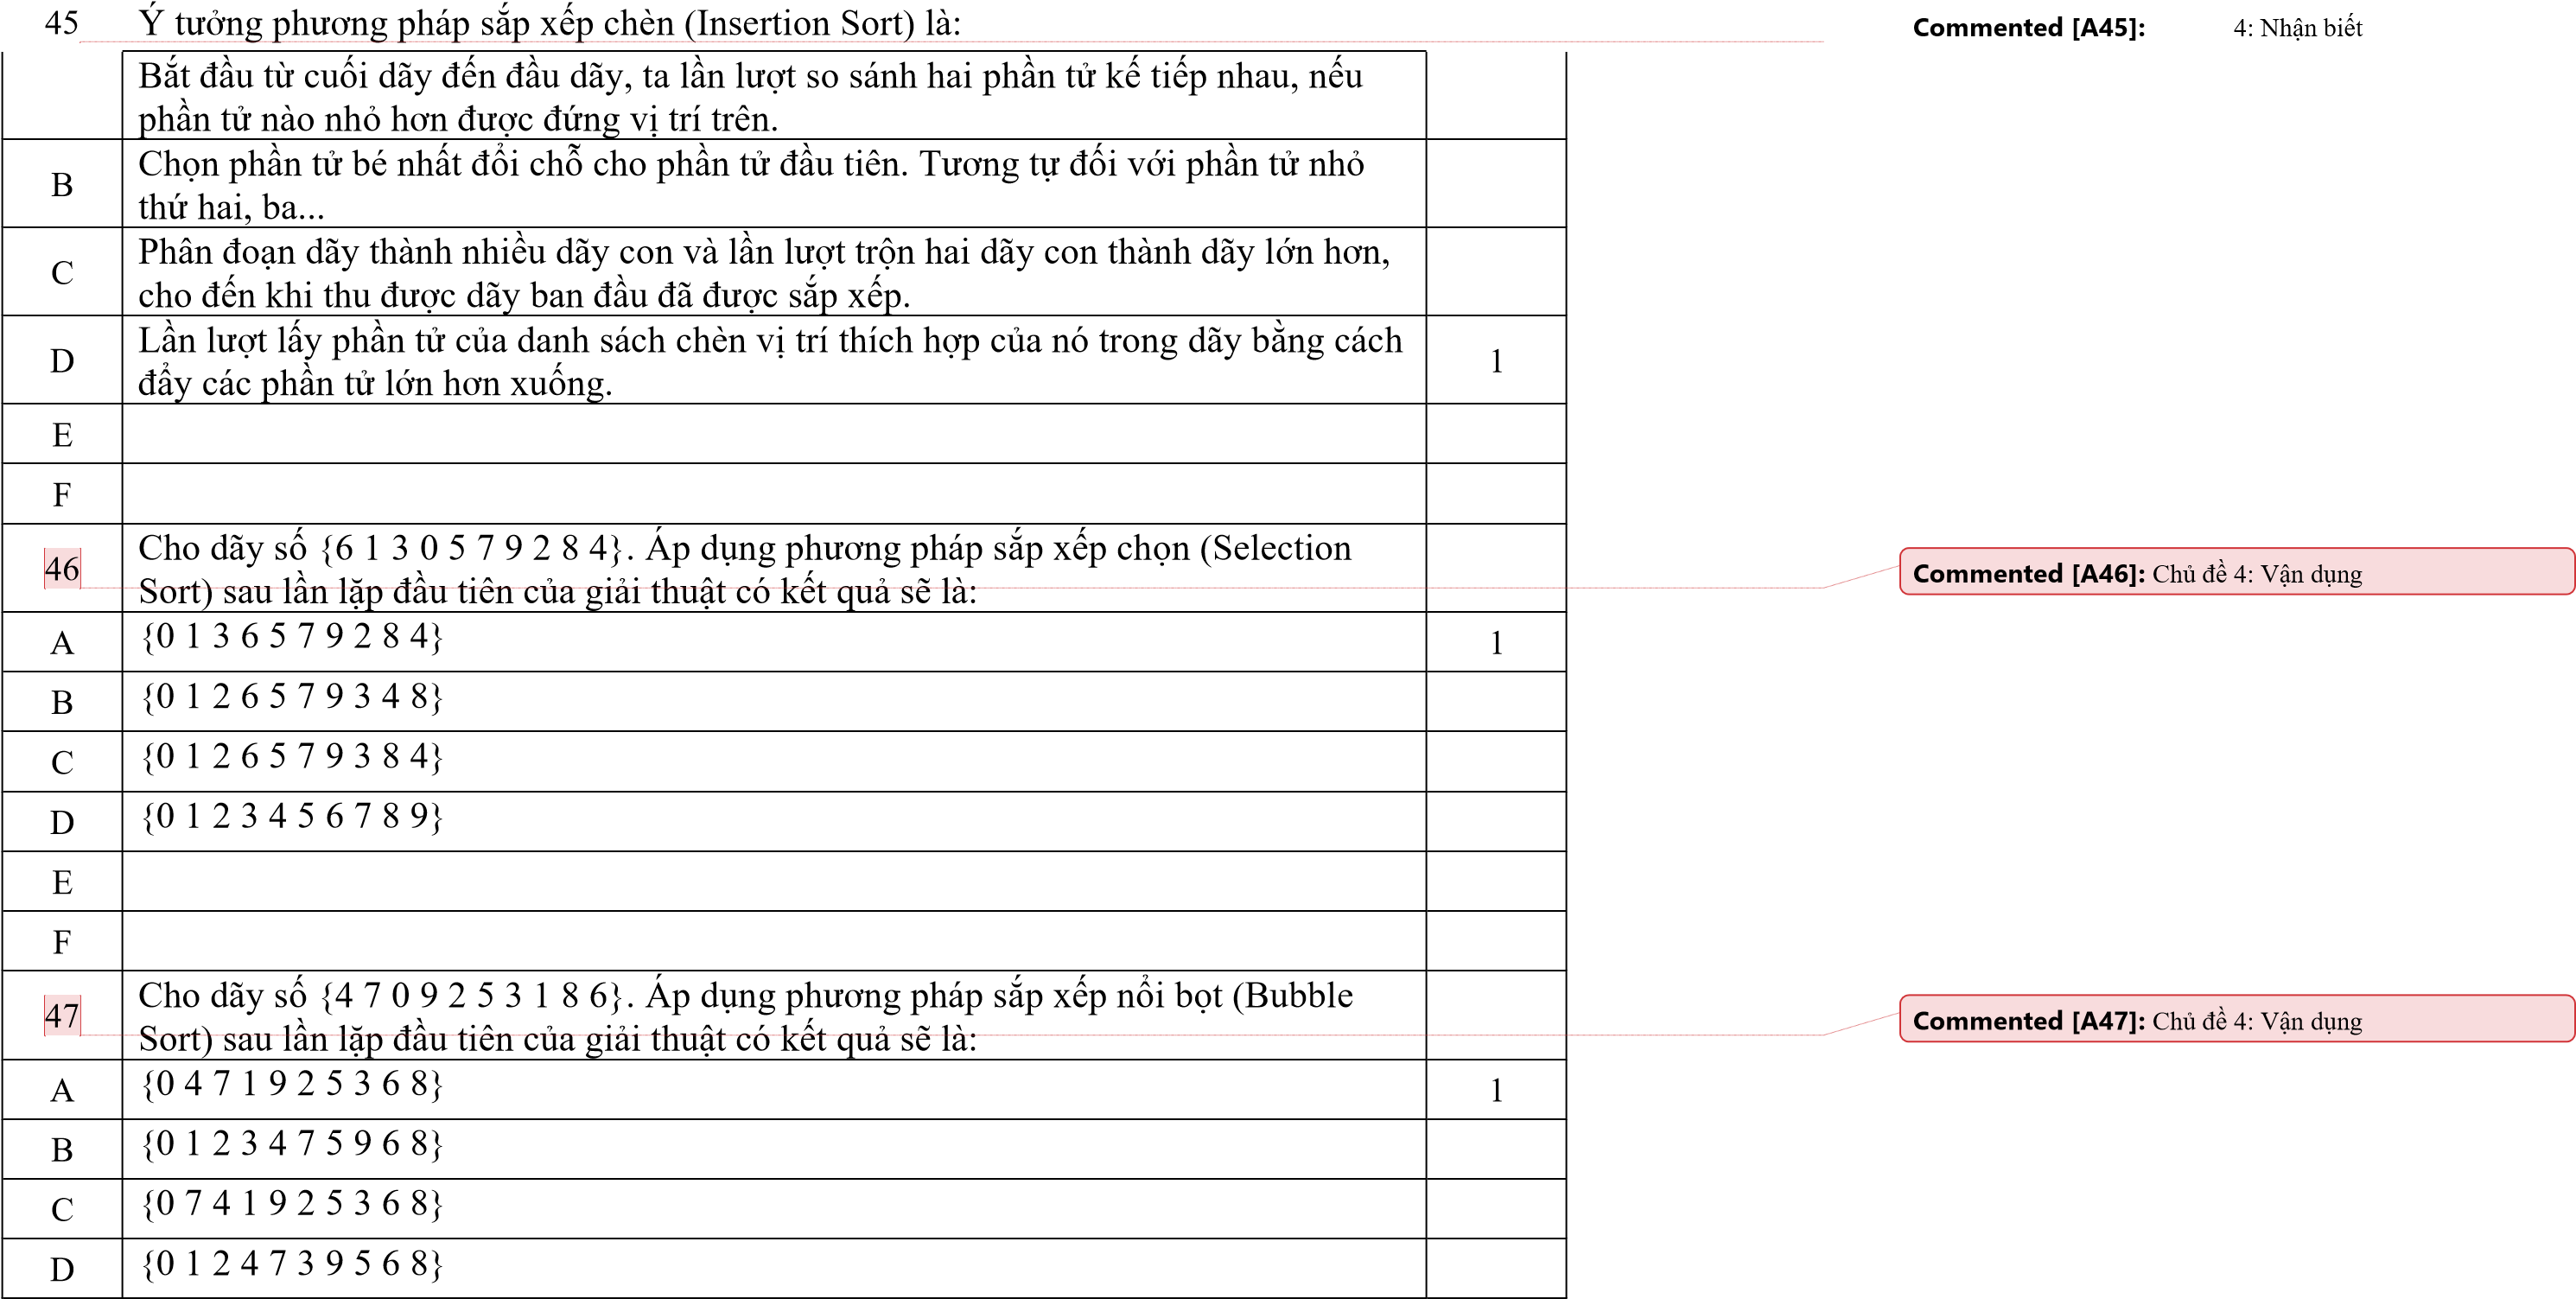 45 Ý tưởng phương pháp sắp xếp chèn (Insertion Sort) là:
Commented [A45]: 4: Nhận biết
Bắt đầu từ cuối dãy đến đầu dãy, ta lần lượt so sánh hai phần tử kế tiếp nhau, nếu
phần tử nào nhỏ hơn được đứng vị trí trên.
B Chọn phần tử bé nhất đổi chỗ cho phần tử đầu tiên. Tương tự đối với phần tử nhỏ
thứ hai, ba...
C Phân đoạn dãy thành nhiều dãy con và lần lượt trộn hai dãy con thành dãy lớn hơn,
cho đến khi thu được dãy ban đầu đã được sắp xếp.
D Lần lượt lấy phần tử của danh sách chèn vị trí thích hợp của nó trong dãy bằng cách
đẩy các phần tử lớn hơn xuống.
1
E
F
46 Cho dãy số {6 1 3 0 5 7 9 2 8 4}. Áp dụng phương pháp sắp xếp chọn (Selection
Sort) sau lần lặp đầu tiên của giải thuật có kết quả sẽ là:
Commented [A46]: Chủ đề 4: Vận dụng
A {0 1 3 6 5 7 9 2 8 4} 1
B {0 1 2 6 5 7 9 3 4 8}
C {0 1 2 6 5 7 9 3 8 4}
D {0 1 2 3 4 5 6 7 8 9}
E
F
47 Cho dãy số {4 7 0 9 2 5 3 1 8 6}. Áp dụng phương pháp sắp xếp nổi bọt (Bubble
Sort) sau lần lặp đầu tiên của giải thuật có kết quả sẽ là:
Commented [A47]: Chủ đề 4: Vận dụng
A {0 4 7 1 9 2 5 3 6 8} 1
B {0 1 2 3 4 7 5 9 6 8}
C {0 7 4 1 9 2 5 3 6 8}
D {0 1 2 4 7 3 9 5 6 8}